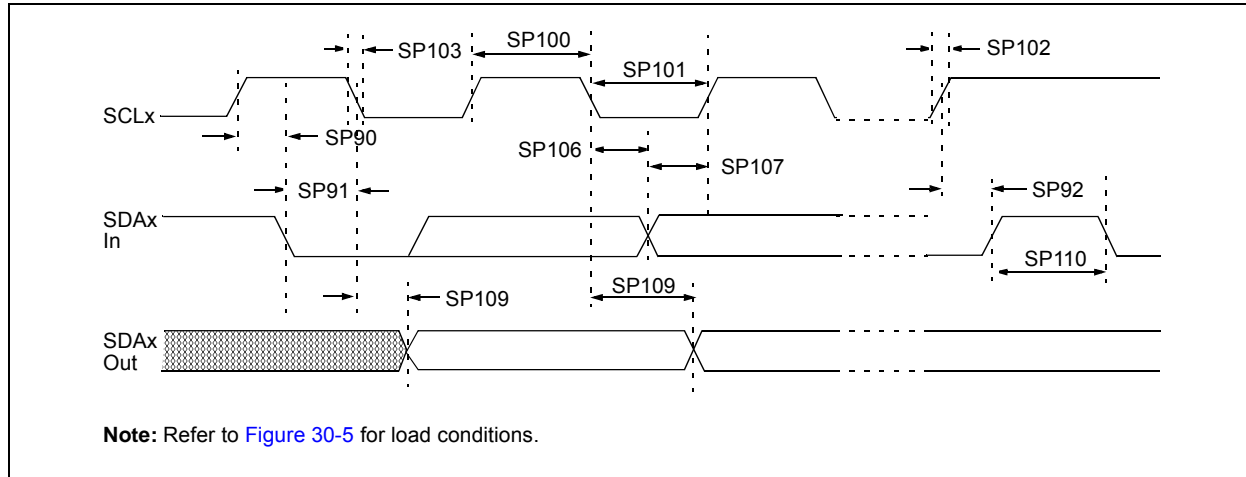 SP103
SP100
SP102
SP101
SCLx
SP90
SP106
SP107
SP91
SP92
SDAx
In
SP110
SP109
SP109
SDAx
Out
Note: Refer to Figure 30-5 for load conditions.